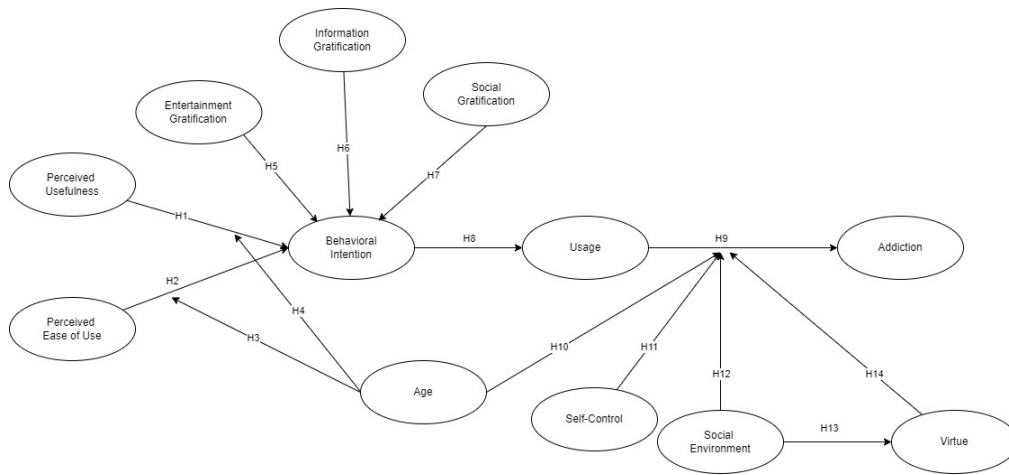 Information
Gratification
Social
Gratification
Entertainment
Gratification
H6
H5
H7
Perceived
Usefulness
H1
Behavioral
Intention
H8
Usage
H9
Addiction
H2
H4
Perceived
Ease of Use
H3
H10
H11
H12
H14
Age
Self-Control
Social
Environment
H13
Virtue